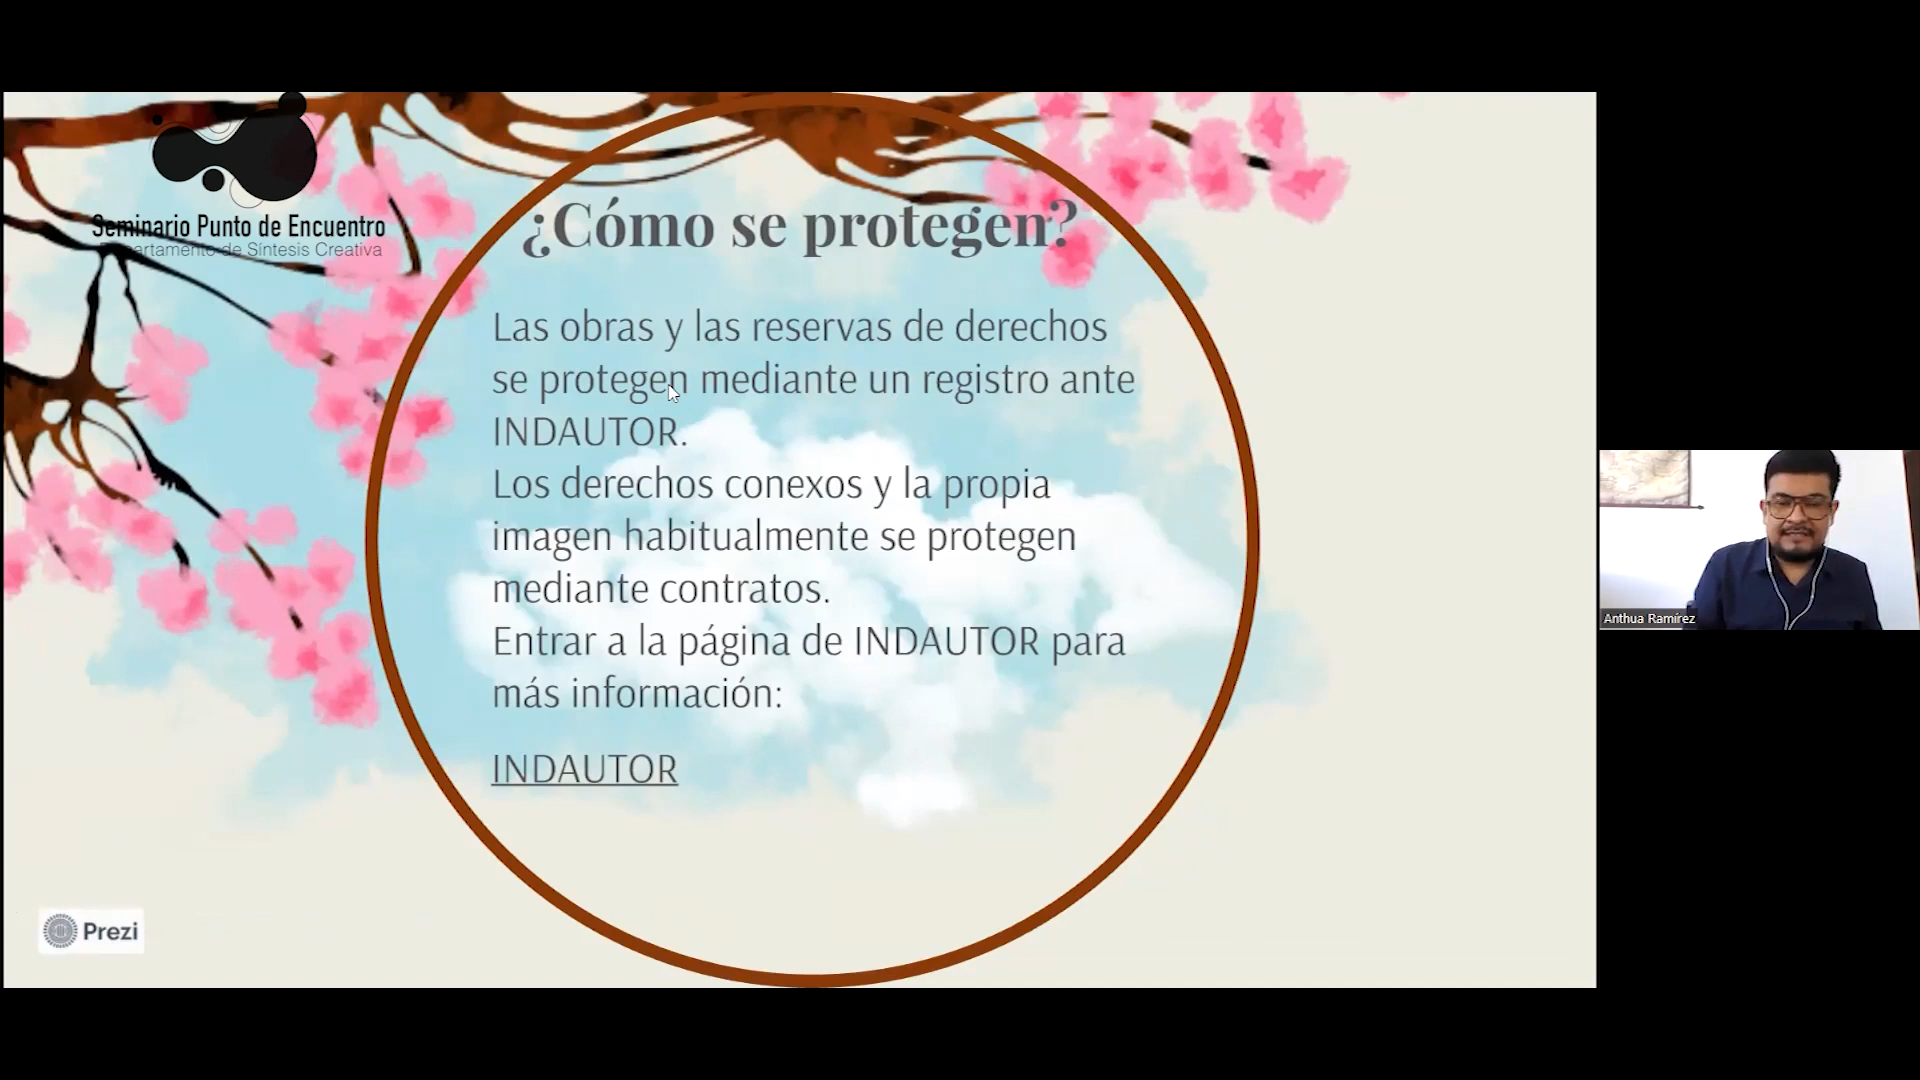 Seminario Punto de Encuentro
Departamento de Síntesis Creativa
¿Cómo se protegen?
Las obras y las reservas de derechos
se protegen mediante un registro ante
INDAUTOR.
Los derechos conexos y la propia
imagen habitualmente se protegen
mediante contratos.
Entrar a la página de INDAUTOR para
más información:
INDAUTOR
Prezi
Anthua Ramírez